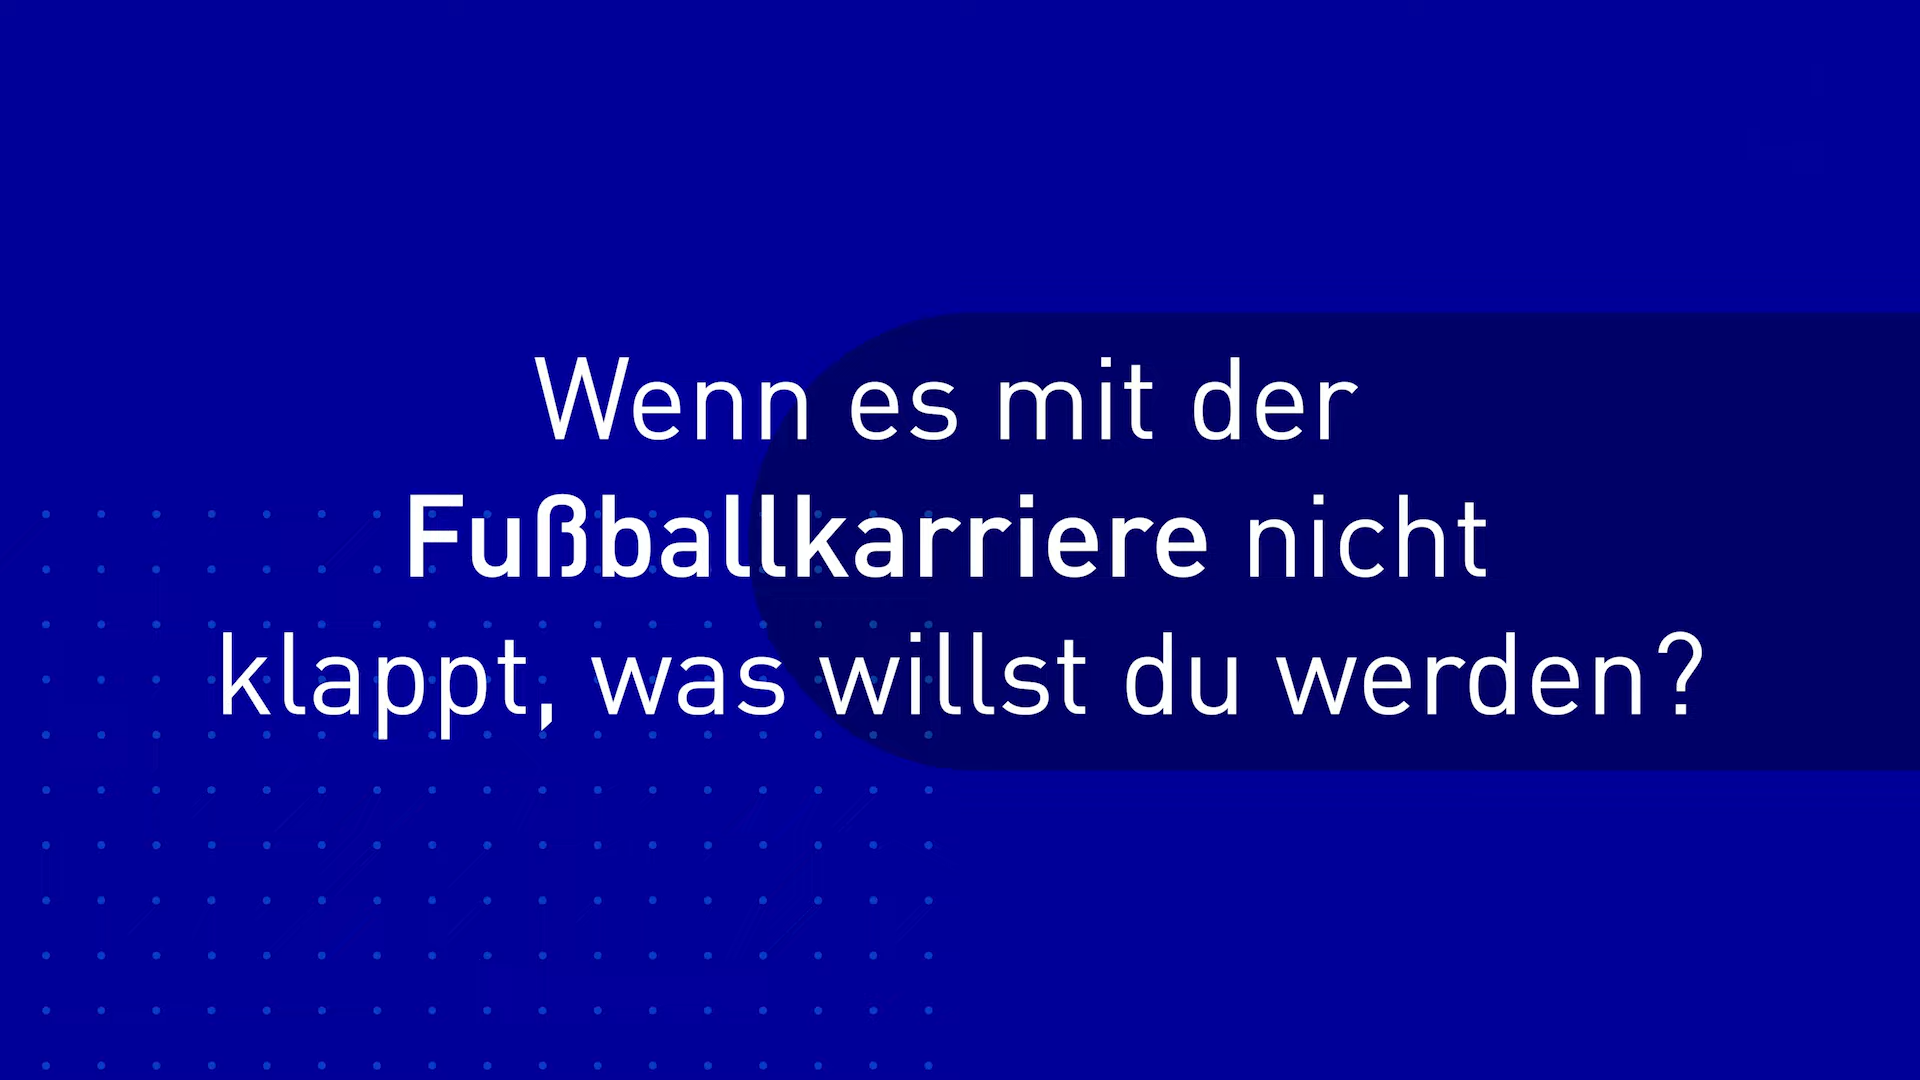 Wenn es mit der
Fußballkarriere nicht
klappt, was willst du werden?